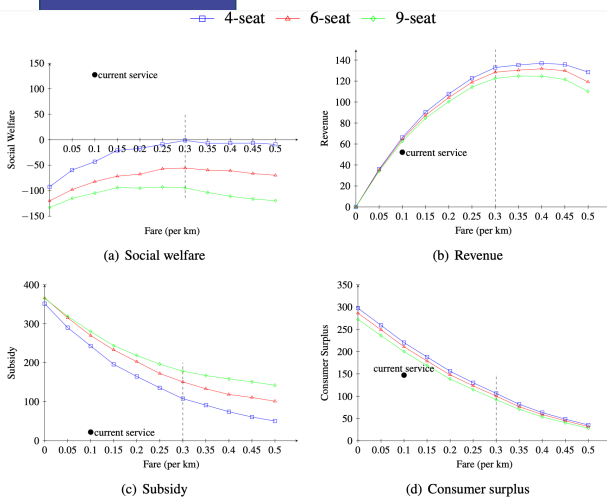 4-seat 6-seat 9-seat
150
100
50
0
−50
−100
−150
0.05 0.1 0.15 0.2 0.25 0.3 0.35 0.4 0.45 0.5
current service
Social Welfare
Fare (per km)
(a) Social welfare
140
120
100
80
60
40
20
0
0 0.05 0.1 0.15 0.2 0.25 0.3 0.35 0.4 0.45 0.5
current service
Revenue
Fare (per km)
(b) Revenue
400
300
200
100
0
0 0.05 0.1 0.15 0.2 0.25 0.3 0.35 0.4 0.45 0.5
current service
Subsidy
Fare (per km)
(c) Subsidy
350
300
250
200
150
100
50
0
0 0.05 0.1 0.15 0.2 0.25 0.3 0.35 0.4 0.45 0.5
current service
Consumer Surplus
Fare (per km)
(d) Consumer surplus